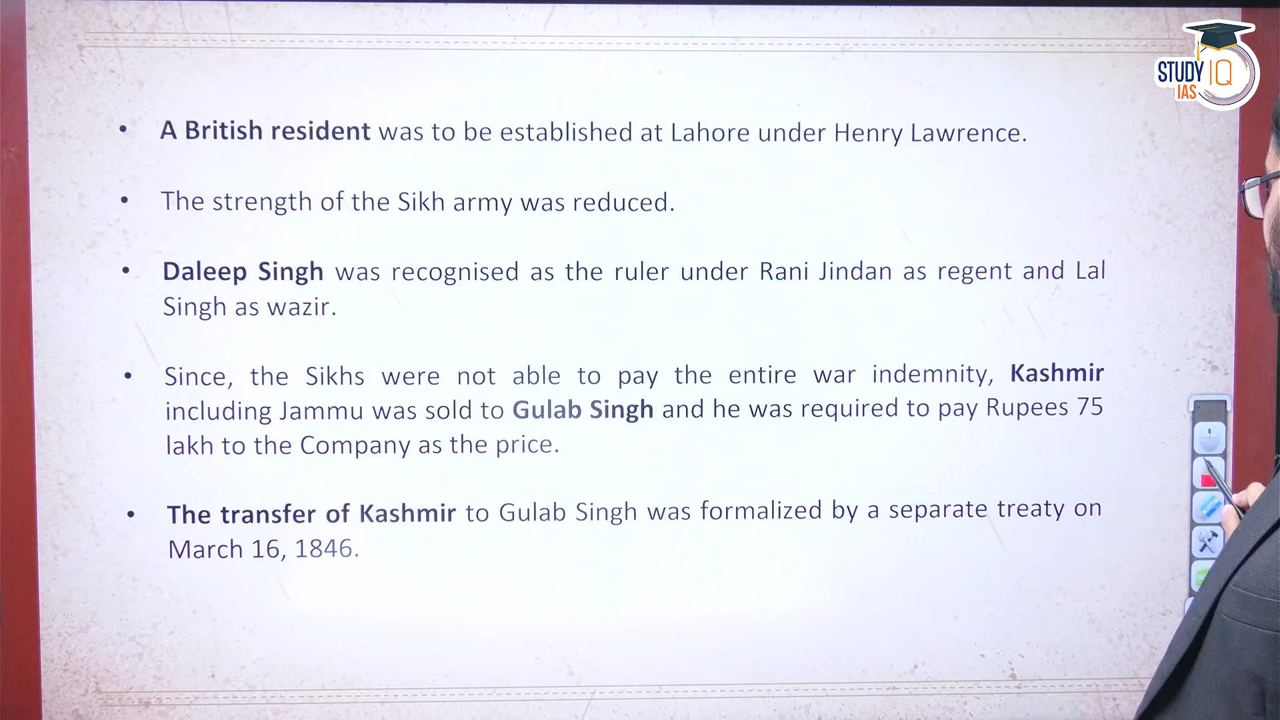 STUDY IQ
IAS
• A British resident was to be established at Lahore under Henry Lawrence.
• The strength of the Sikh army was reduced.
• Daleep Singh was recognised as the ruler under Rani Jindan as regent and Lal
Singh as wazir.
• Since, the Sikhs were not able to pay the entire war indemnity, Kashmir
including Jammu was sold to Gulab Singh and he was required to pay Rupees 75
lakh to the Company as the price.
• The transfer of Kashmir to Gulab Singh was formalized by a separate treaty on
March 16, 1846.